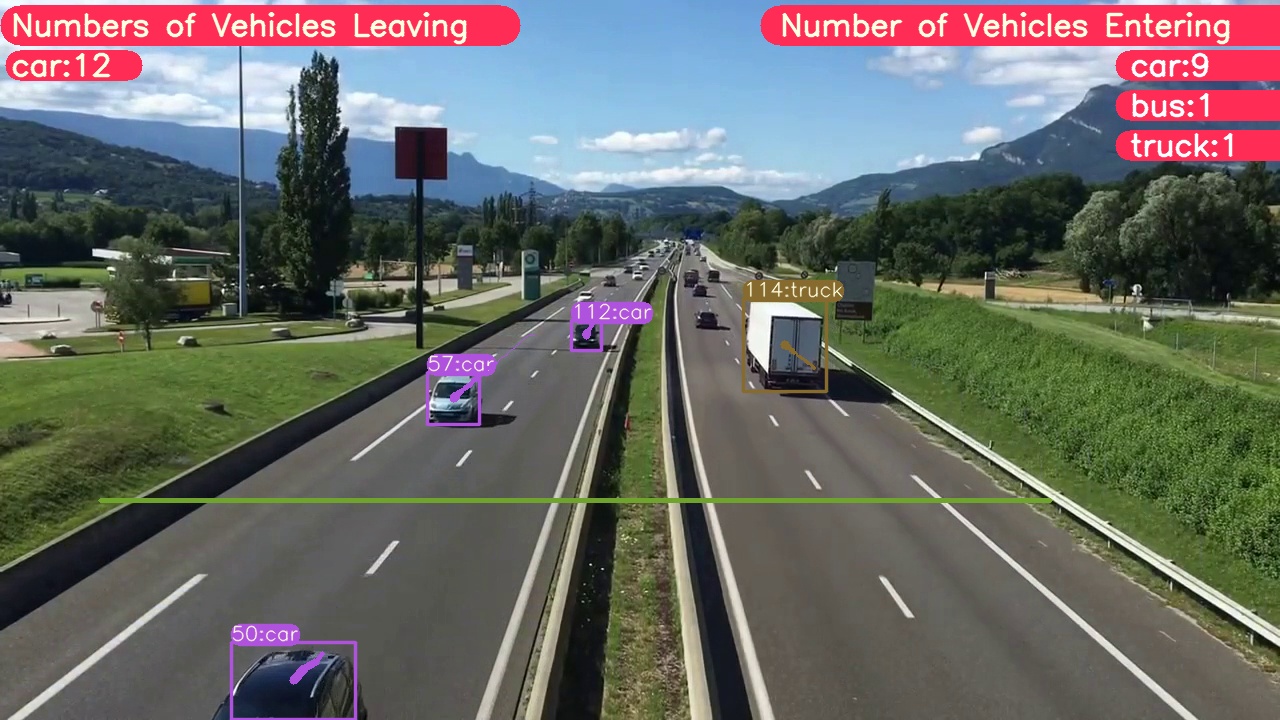 Numbers of Vehicles Leaving
Number of Vehicles Entering
car:12
car:9
bus:1
truck:1
114:truck
112:car
57:car
50:car